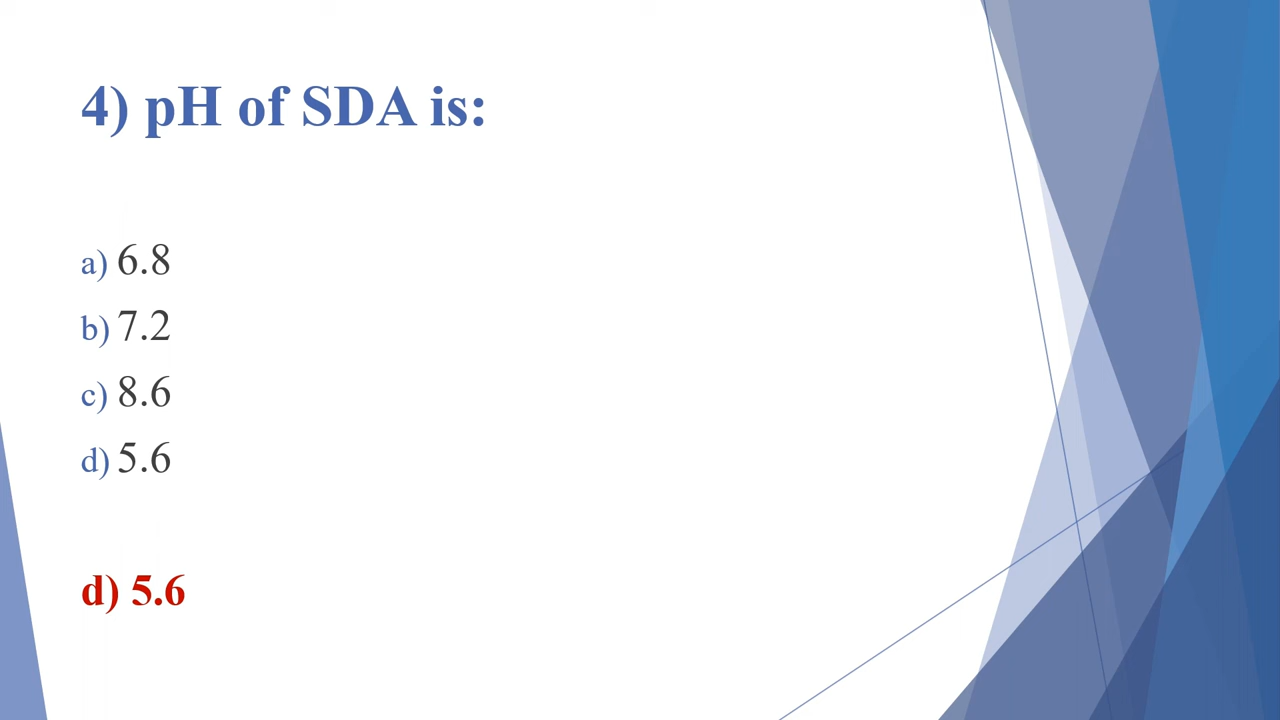 4) pH of SDA is:
a) 6.8
b) 7.2
c) 8.6
d) 5.6
d) 5.6